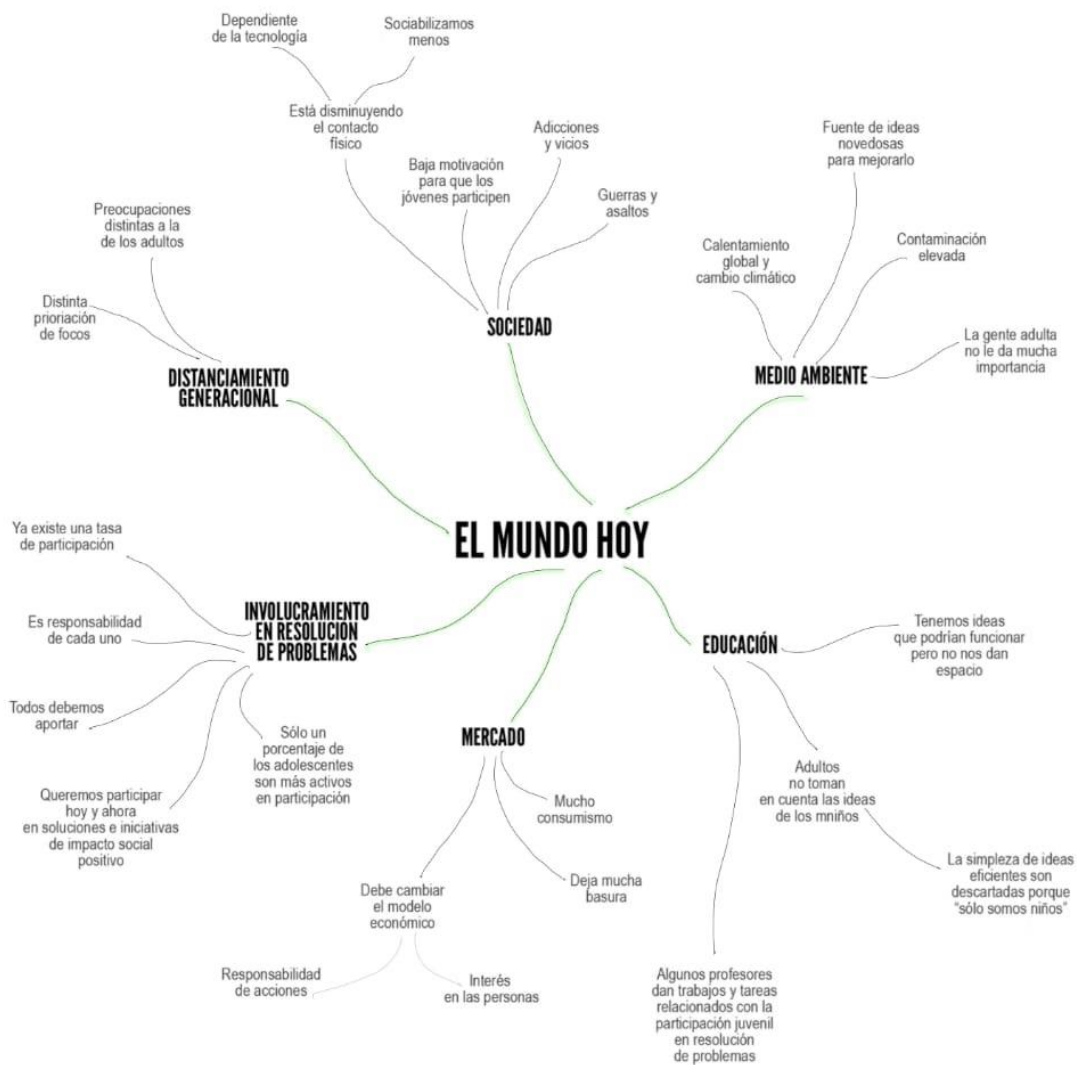 Dependiente
de la tecnología
Sociabilizamos
menos
Está disminuyendo
el contacto
físico
Baja motivación
para que los
jóvenes participen
Adicciones
y vicios
Guerras y
asaltos
SOCIEDAD
Fuente de ideas
novedosas
para mejorarlo
Calentamiento
global y
cambio climático
Contaminación
elevada
La gente adulta
no le da mucha
importancia
MEDIO AMBIENTE
Preocupaciones
distintas a la
de los adultos
Distinta
prioriación
de focos
DISTANCIAMIENTO
GENERACIONAL
EL MUNDO HOY
Ya existe una tasa
de participación
Es responsabilidad
de cada uno
Todos debemos
aportar
Queremos participar
hoy y ahora
en soluciones e iniciativas
de impacto social
positivo
Sólo un
porcentaje de
los adolescentes
son más activos
en participación
INVOLUCRAMIENTO
EN RESOLUCIÓN
DE PROBLEMAS
MERCADO
Mucho
consumismo
Deja mucha
basura
Debe cambiar
el modelo
económico
Responsabilidad
de acciones
Interés
en las personas
EDUCACIÓN
Tenemos ideas
que podrían funcionar
pero no nos dan
espacio
Adultos
no toman
en cuenta las ideas
de los mniños
La simpleza de ideas
eficientes son
descartadas porque
“sólo somos niños”
Algunos profesores
dan trabajos y tareas
relacionados con la
participación juvenil
en resolución
de problemas